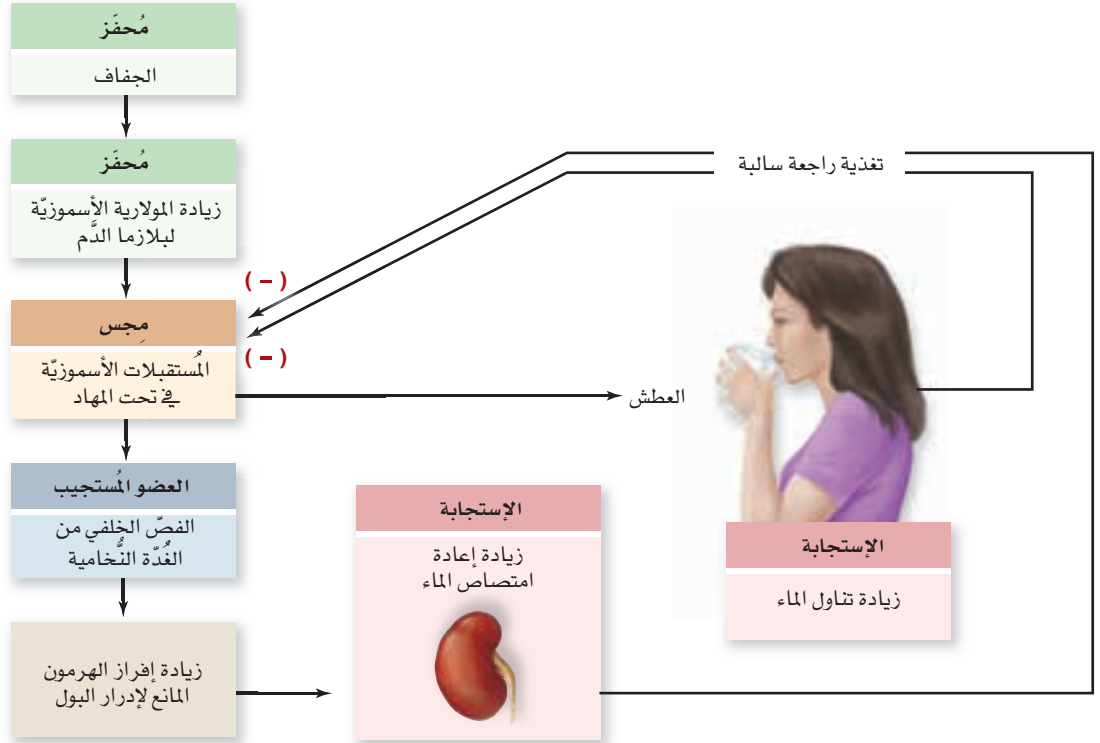 مُحفّز
الجفاف
مُحفّز
زيادة المولارية الأسموزيّة
لبلازما الدَّم
تغذية راجعة سالبة
( – )
مِجس
( – )
المُستقبلات الأسموزيّة
في تحت المهاد
العطش
العضو المُستجيب
الفصّ الخلفي من
الغُدّة النُّخامية
الإستجابة
زيادة إعادة
امتصاص الماء
الإستجابة
زيادة تناول الماء
زيادة إفراز الهرمون
المانع لإدرار البول